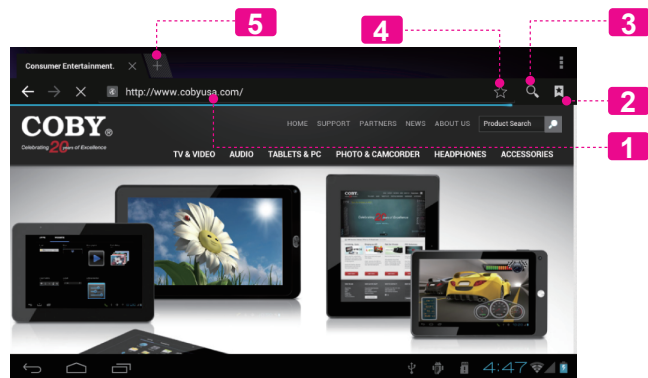 5
4
3
Consumer Entertainment.
http://www.cobyusa.com/
2
COBY®
Celebrating 20 years of Excellence
HOME SUPPORT PARTNERS NEWS ABOUT US Product Search
1
TV & VIDEO AUDIO TABLETS & PC PHOTO & CAMCORDER HEADPHONES ACCESSORIES
4:47